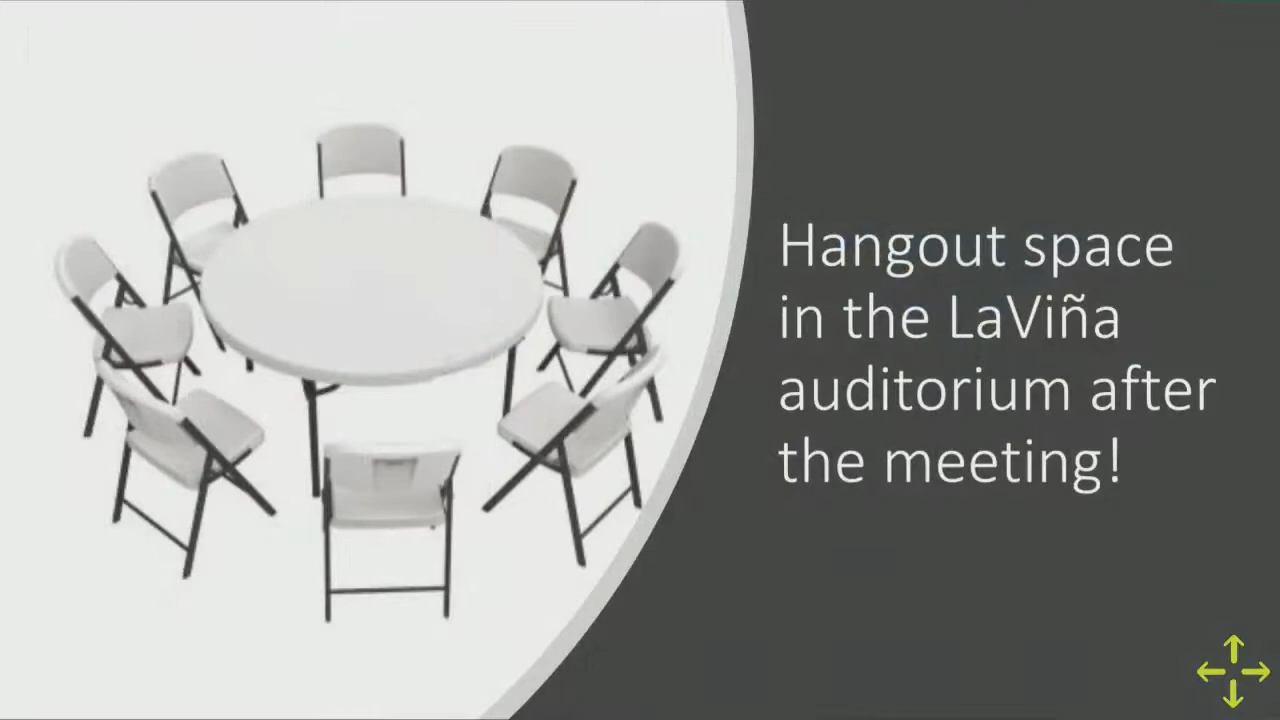 Hangout space
in the LaViña
auditorium after
the meeting!